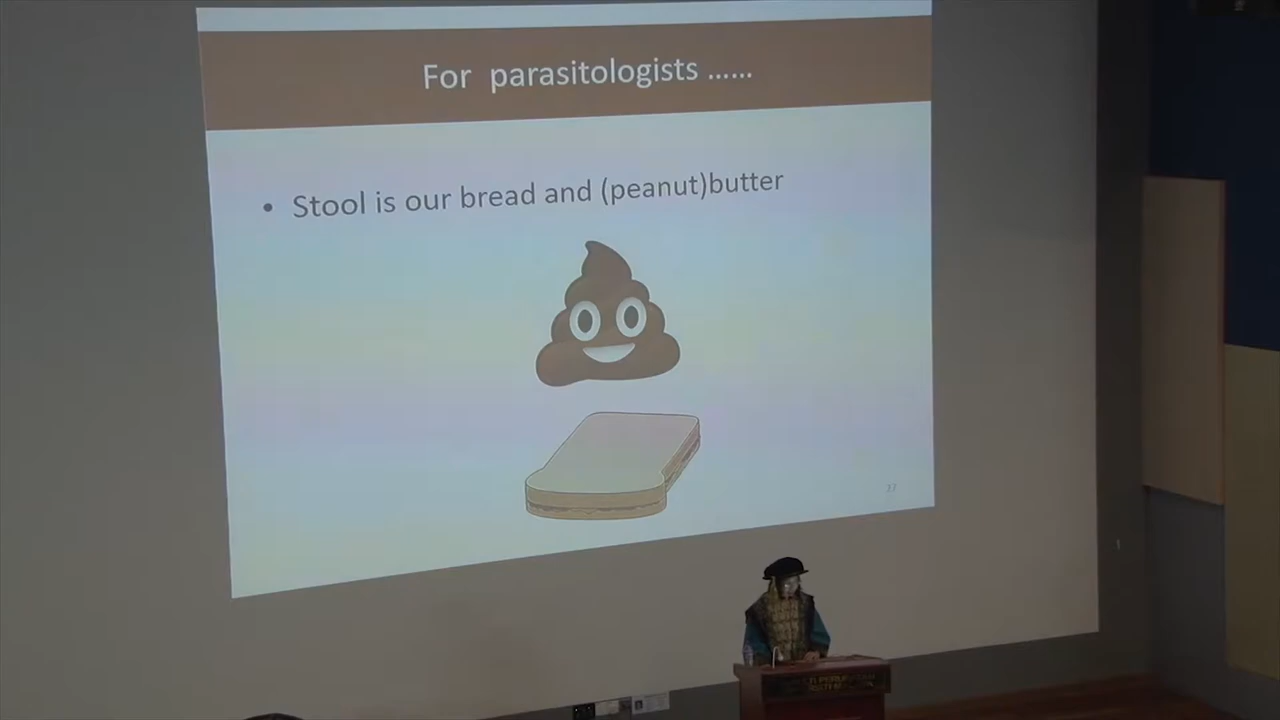 For parasitologists ......
• Stool is our bread and (peanut)butter